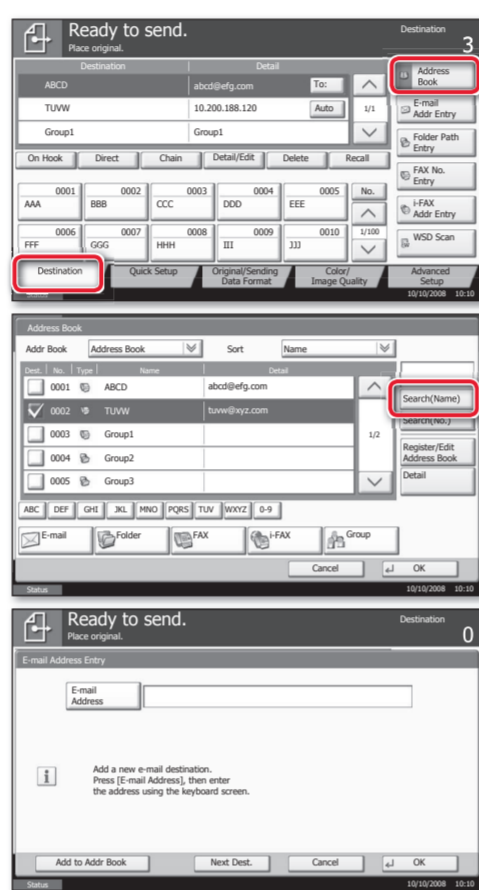 Ready to send.
Place original.
Destination
3
Destination Detail
ABCD abcd@efg.com To:
TUVW 10.200.188.120 Auto 1/1
Group1 Group1
On Hook Direct Chain Detail/Edit Delete Recall
0001 0002 0003 0004 0005 No.
AAA BBB CCC DDD EEE
0006 0007 0008 0009 0010 1/100
FFF GGG HHH III JJJ
Address
Book
E-mail
Addr Entry
Folder Path
Entry
FAX No.
Entry
i-FAX
Addr Entry
WSD Scan
Destination Quick Setup Original/Sending
Data Format Color/
Image Quality Advanced
Setup
Status 10/10/2008 10:10
Address Book
Addr Book Address Book Sort Name
Dest. No. Type Name Detail
0001 ABCD abcd@efg.com
0002 TUVW tuvw@xyz.com
0003 Group1 1/2
0004 Group2
0005 Group3
Search(Name)
Search(No.)
Register/Edit
Address Book
Detail
ABC DEF GHI JKL MNO PQRS TUV WXYZ 0-9
E-mail Folder FAX i-FAX Group
Cancel OK
Status 10/10/2008 10:10
Ready to send.
Place original.
Destination
0
E-mail Address Entry
E-mail
Address
Add a new e-mail destination.
Press [E-mail Address], then enter
the address using the keyboard screen.
Add to Addr Book Next Dest. Cancel OK
Status 10/10/2008 10:10